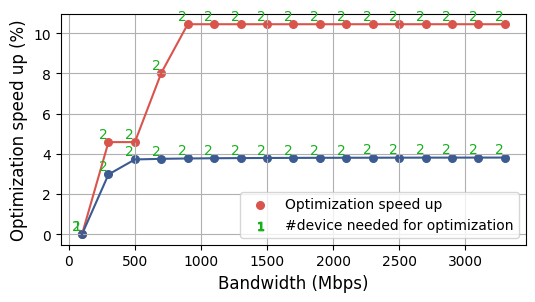 Optimization speed up (%)
10
8
6
4
2
0
2 2 2 2 2 2 2 2 2 2 2 2 2
2
2 2
2 2 2 2 2 2 2 2 2 2 2 2 2 2 2
2
Optimization speed up
1 #device needed for optimization
0 500 1000 1500 2000 2500 3000
Bandwidth (Mbps)